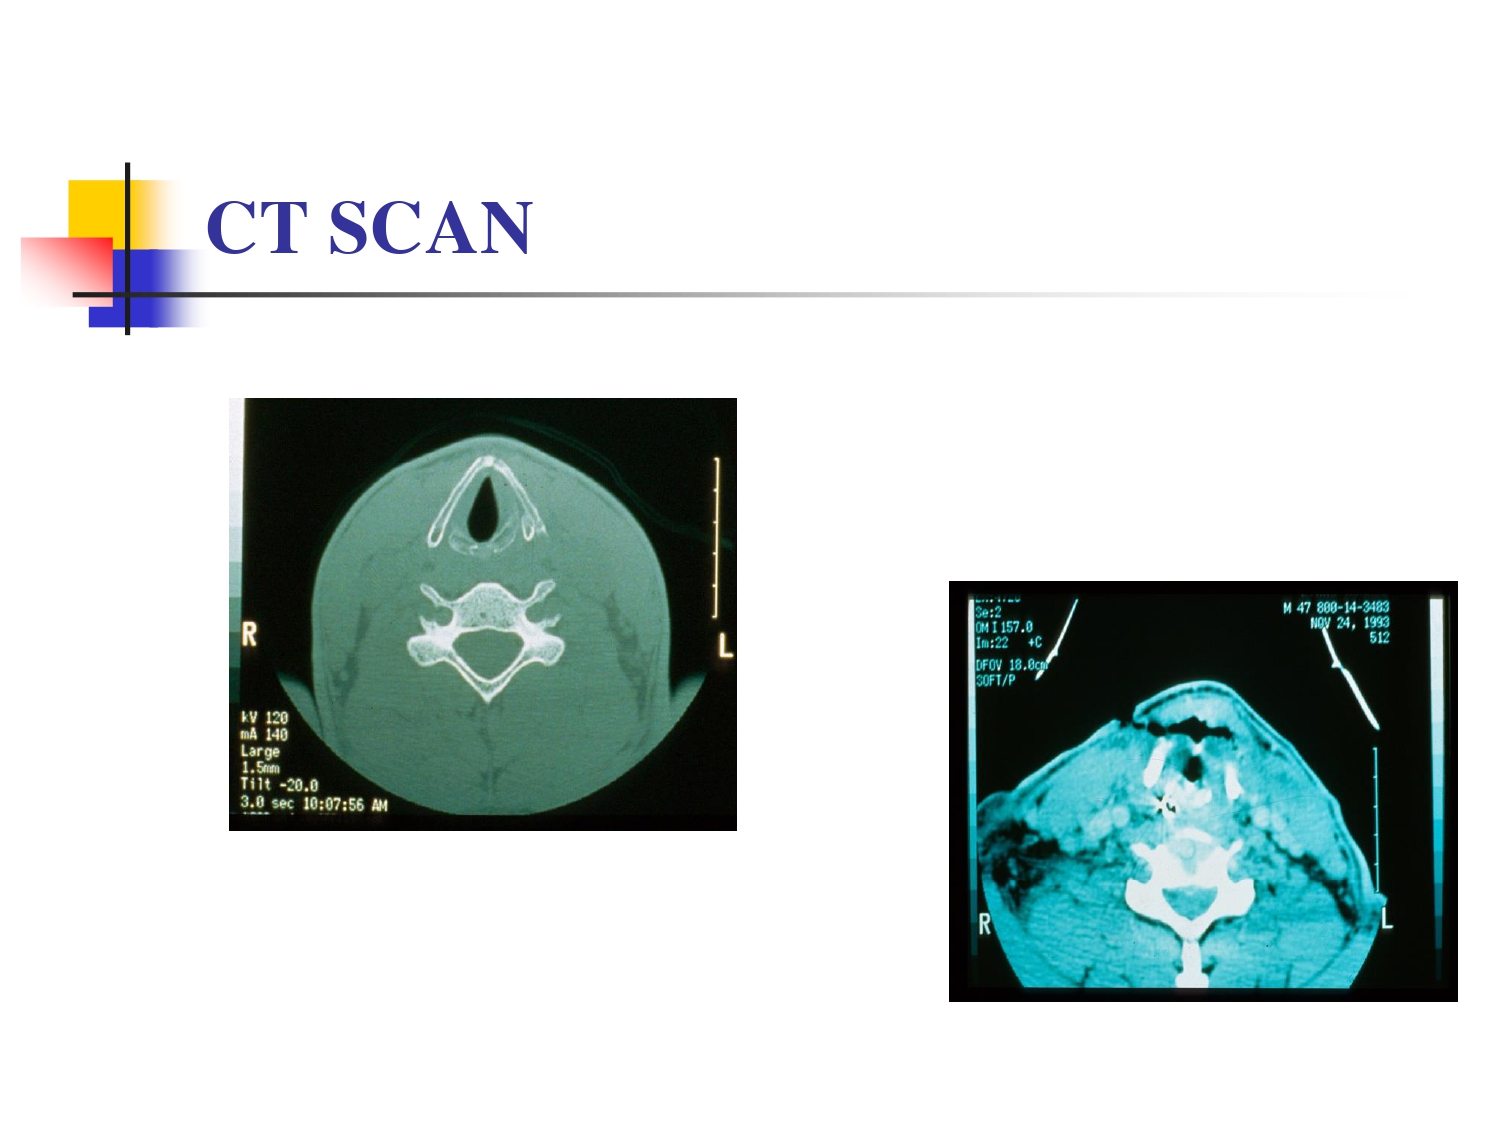 CT SCAN
R
L
kV 120
mA 140
Large
1.5mm
Tilt -20.0
3.0 sec 10:07:56 AM
Se:2
OM I157.0
Im:22 +C
DFOV 18.0cm
SOFT/P
M 47 800-14-3483
NOV 24, 1993
512
R
L